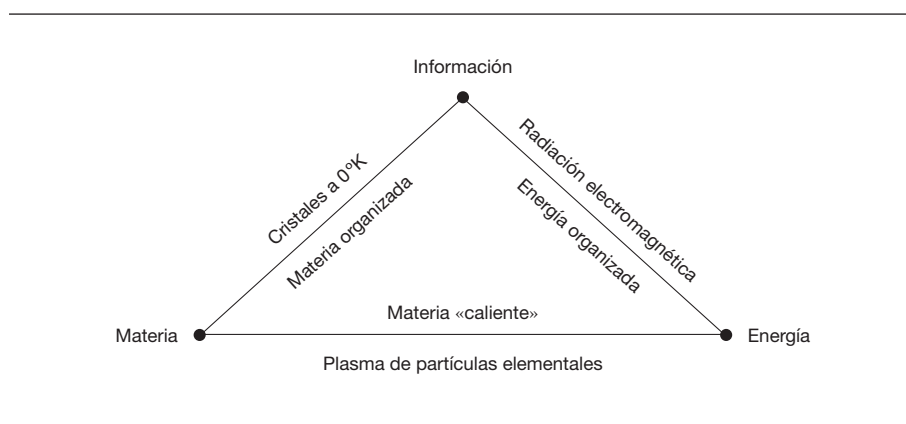 Información
Cristales a 0°K
Materia organizada
Radiación electromagnética
Energía organizada
Materia «caliente»
Materia
Energía
Plasma de partículas elementales